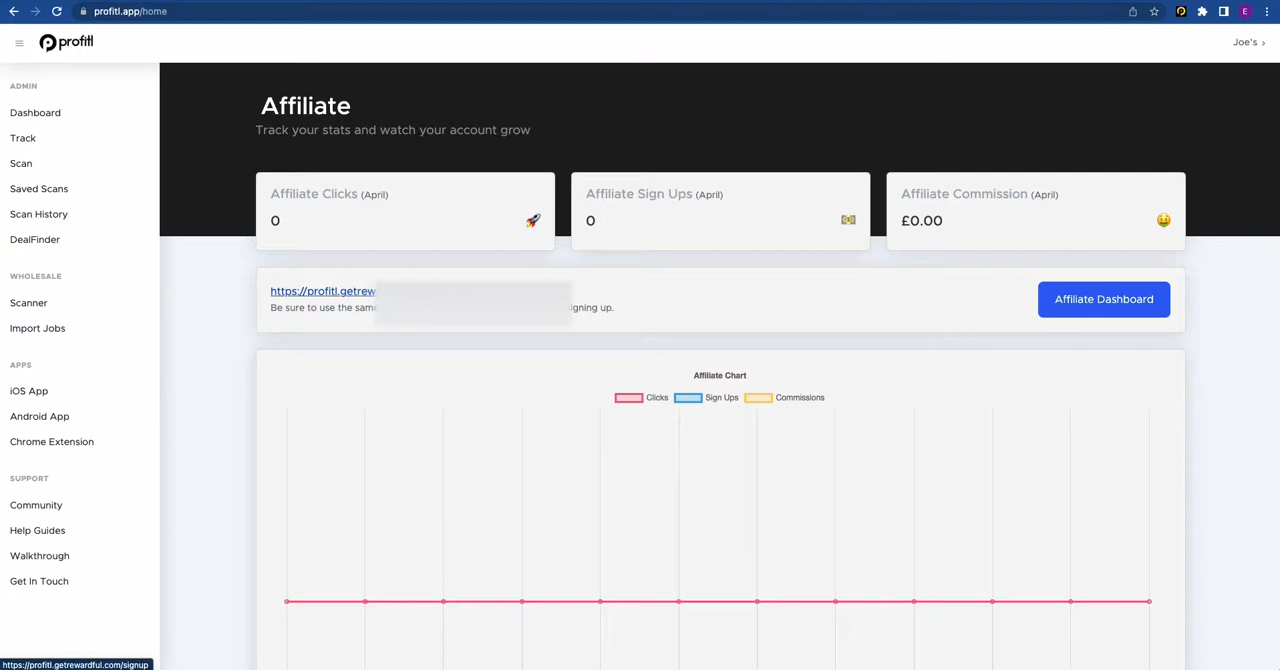 profitl.app/home
E
profitl
Joe's
ADMIN
Dashboard
Track
Scan
Saved Scans
Scan History
DealFinder
WHOLESALE
Scanner
Import Jobs
APPS
iOS App
Android App
Chrome Extension
SUPPORT
Community
Help Guides
Walkthrough
Get In Touch
Affiliate
Track your stats and watch your account grow
Affiliate Clicks (April)
0
Affiliate Sign Ups (April)
0
Affiliate Commission (April)
£0.00
https://profitl.getrew
Be sure to use the same igning up.
Affiliate Dashboard
Affiliate Chart
Clicks Sign Ups Commissions
https://profitl.getrewardful.com/signup